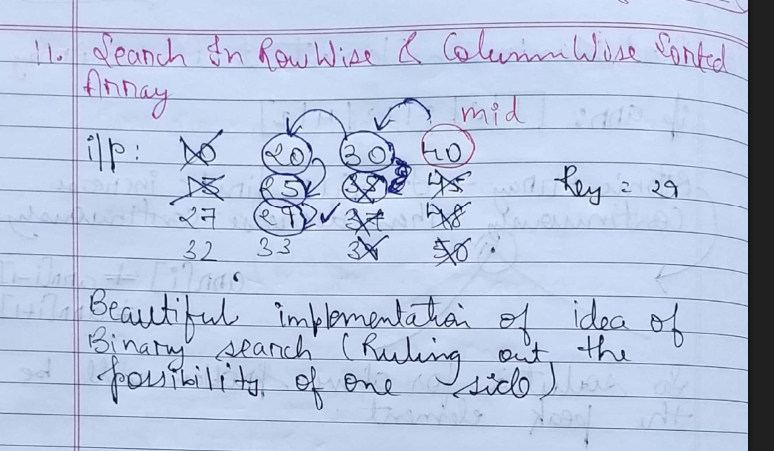 11. Search In RowWise & ColumnWise Sorted
Array
mid
i/p: 10 20 30 40
15 25 35 45 Key = 29
27 29 37 48
32 33 39 50
Beautiful implementation of idea of
Binary search (Ruling out the
possibility of one side)